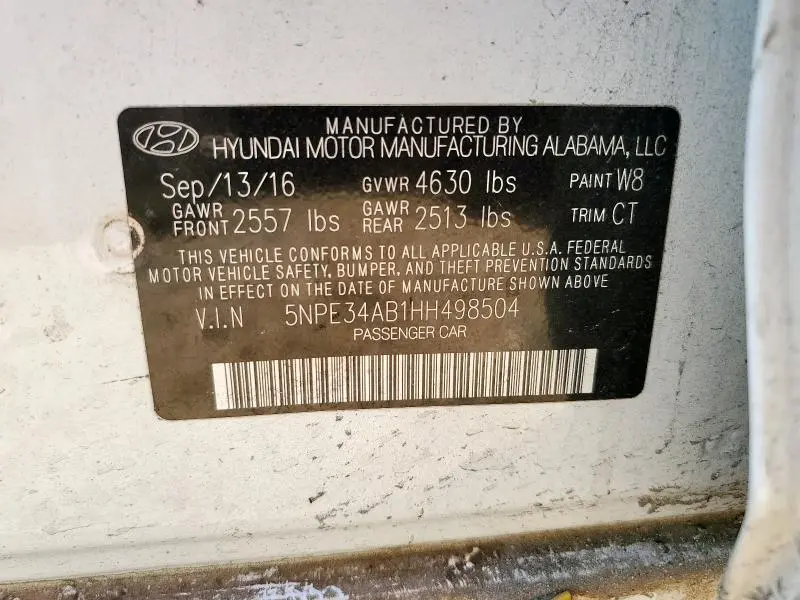 MANUFACTURED BY
HYUNDAI MOTOR MANUFACTURING ALABAMA, LLC
Sep/13/16 GVWR 4630 lbs PAINT W8
GAWR FRONT 2557 lbs GAWR REAR 2513 lbs TRIM CT
THIS VEHICLE CONFORMS TO ALL APPLICABLE U.S.A. FEDERAL
MOTOR VEHICLE SAFETY, BUMPER, AND THEFT PREVENTION STANDARDS
IN EFFECT ON THE DATE OF MANUFACTURE SHOWN ABOVE
V.I.N 5NPE34AB1HH498504
PASSENGER CAR